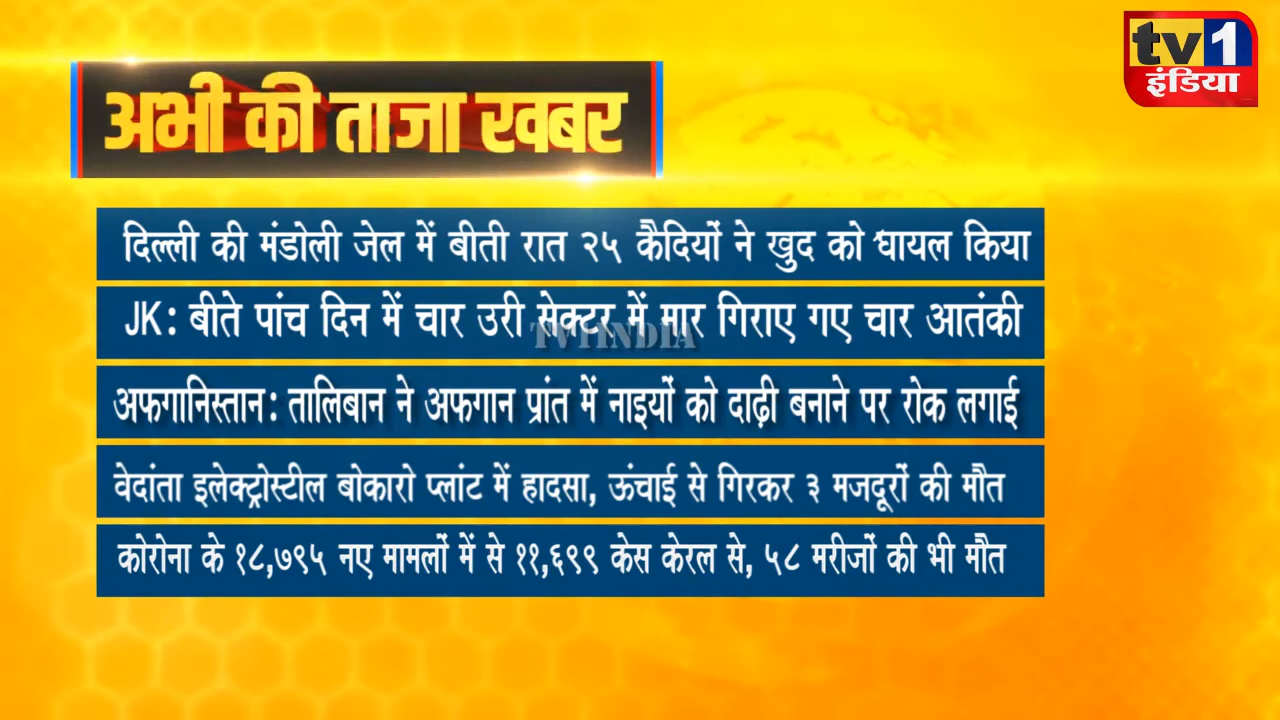 tv1
इंडिया
अभी की ताजा खबर
दिल्ली की मंडोली जेल में बीती रात २५ कैदियों ने खुद को घायल किया
JK: बीते पांच दिन में चार उरी सेक्टर में मार गिराए गए चार आतंकी
TV1INDIA
अफगानिस्तान: तालिबान ने अफगान प्रांत में नाइयों को दाढ़ी बनाने पर रोक लगाई
वेदांता इलेक्ट्रोस्टील बोकारो प्लांट में हादसा, ऊंचाई से गिरकर ३ मजदूरों की मौत
कोरोना के १८,७९५ नए मामलों में से ११,६९९ केस केरल से, ५८ मरीजों की भी मौत